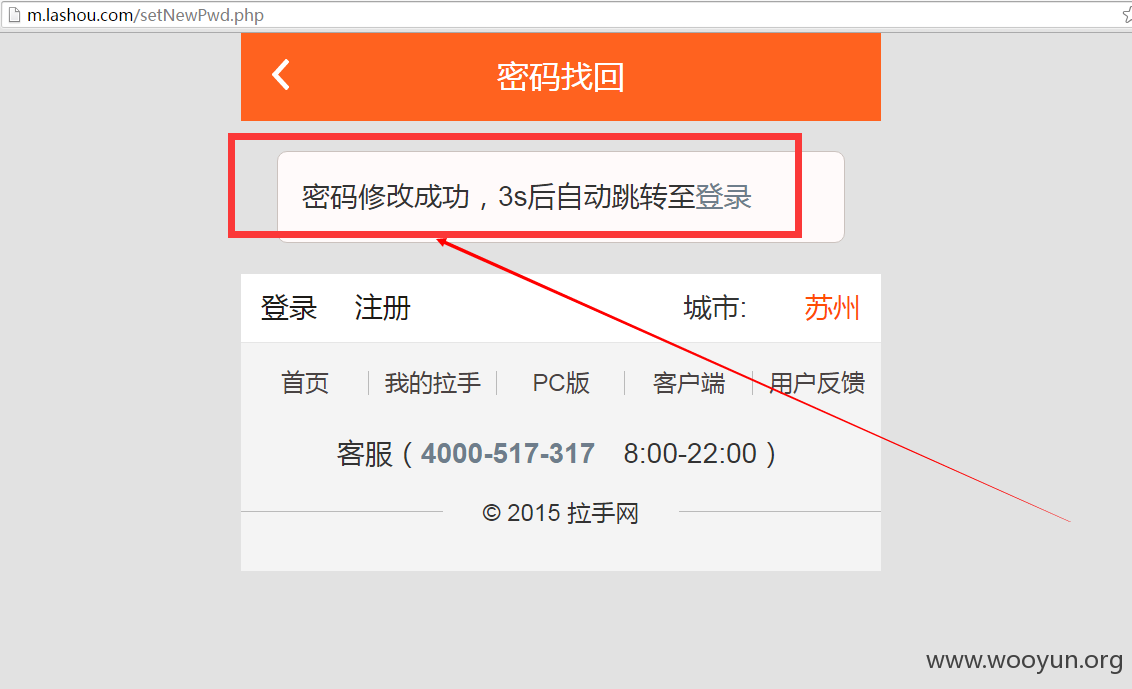 m.lashou.com/setNewPwd.php
密码找回
密码修改成功，3s后自动跳转至登录
登录 注册 城市: 苏州
首页 我的拉手 PC版 客户端 用户反馈
客服（4000-517-317 8:00-22:00）
© 2015 拉手网
www.wooyun.org